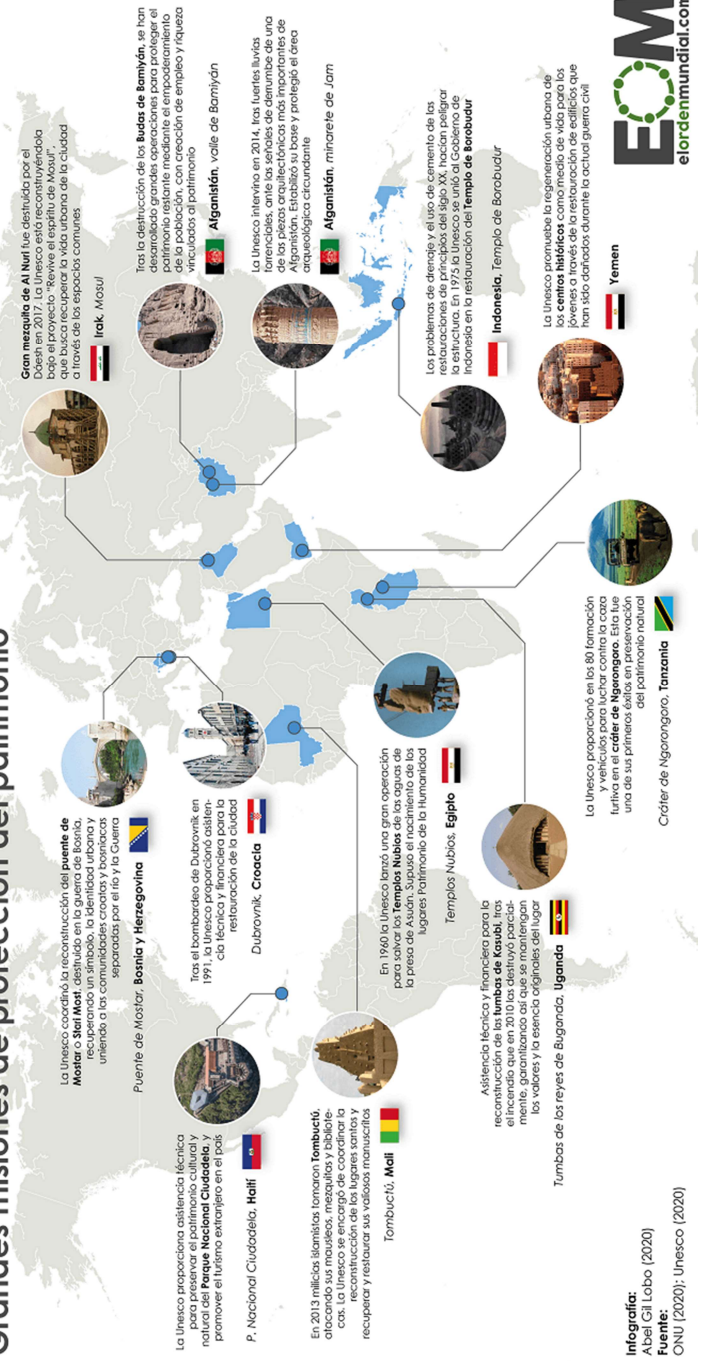 Grandes misiones de protección del patrimonio
La Unesco coordinó la reconstrucción del puente de
Mostar o Stari Most, destruido en la guerra de Bosnia,
recuperando un símbolo, la identidad urbana y
uniendo a las comunidades croatas y bosníacas
separadas por el río y la Guerra
Puente de Mostar, Bosnia y Herzegovina
Gran mezquita de Al Nuri fue destruida por el
Dáesh en 2017. La Unesco está reconstruyéndola
bajo el proyecto "Revive el espíritu de Mosul",
que busca recuperar la vida urbana de la ciudad
a través de los espacios comunes
Irak, Mosul
Tras la destrucción de los Budas de Bamiyán, se han
desarrollado grandes operaciones para proteger el
patrimonio restante mediante el empoderamiento
de la población, con creación de empleo y riqueza
vinculados al patrimonio
Afganistán, valle de Bamiyán
La Unesco proporciona asistencia técnica
para preservar el patrimonio cultural y
natural del Parque Nacional Ciudadela, y
promover el turismo extranjero en el país
P. Nacional Ciudadela, Haití
Tras el bombardeo de Dubrovnik en
1991, la Unesco proporcionó asisten-
cia técnica y financiera para la
restauración de la ciudad
Dubrovnik, Croacia
La Unesco intervino en 2014, tras fuertes lluvias
torrenciales, ante las señales de derrumbe de una
de las piezas arquitectónicas más importantes de
Afganistán. Estabilizó su base y protegió el área
arqueológica circundante
Afganistán, minarete de Jam
En 2013 milicias islamistas tomaron Tombuctú,
atacando sus mausoleos, mezquitas y bibliote-
cas. La Unesco se encargó de coordinar la
reconstrucción de los lugares santos y
recuperar y restaurar sus valiosos manuscritos
Tombuctú, Mali
En 1960 la Unesco lanzó una gran operación
para salvar los Templos Nubios de las aguas de
la presa de Asuán. Supuso el nacimiento de los
lugares Patrimonio de la Humanidad
Templos Nubios, Egipto
Los problemas de drenaje y el uso de cemento de las
restauraciones de principios del siglo XX, hacían peligrar
la estructura. En 1975 la Unesco se unió al Gobierno de
Indonesia en la restauración del Templo de Borobudur
Indonesia, Templo de Borobudur
Asistencia técnica y financiera para la
reconstrucción de las tumbas de Kasubi, tras
el incendio que en 2010 las destruyó parcial-
mente, garantizando así que se mantengan
los valores y la esencia originales del lugar
Tumbas de los reyes de Buganda, Uganda
La Unesco proporcionó en los 80 formación
y vehículos para luchar contra la caza
furtiva en el cráter de Ngorongoro. Esta fue
una de sus primeros éxitos en preservación
del patrimonio natural
Cráter de Ngorongoro, Tanzania
La Unesco promueve la regeneración urbana de
los centros históricos como medio de vida para los
jóvenes a través de la restauración de edificios que
han sido dañados durante la actual guerra civil
Yemen
Infografía:
Abel Gil Lobo (2020)
Fuente:
ONU (2020); Unesco (2020)
EOM
elordenmundial.com